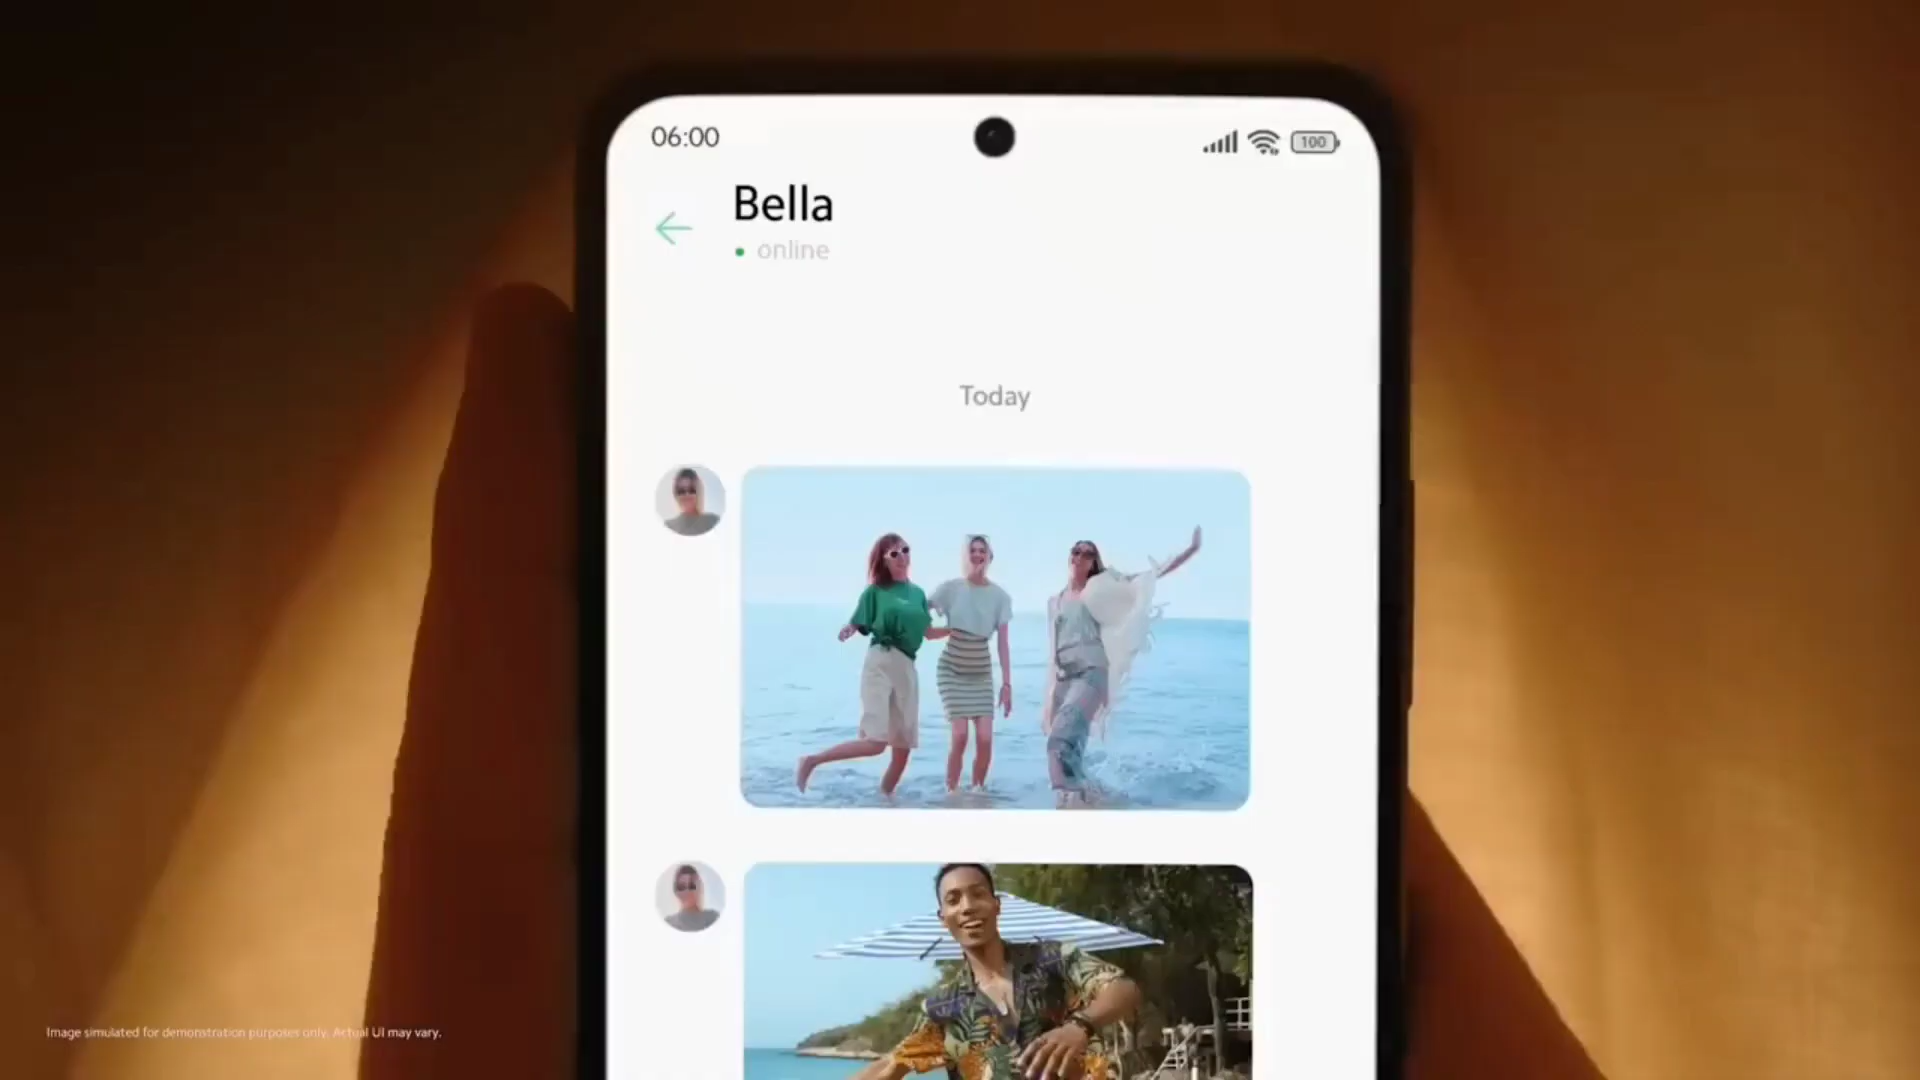 06:00
100
Bella
online
Today
Image simulated for demonstration purposes only. Actual UI may vary.